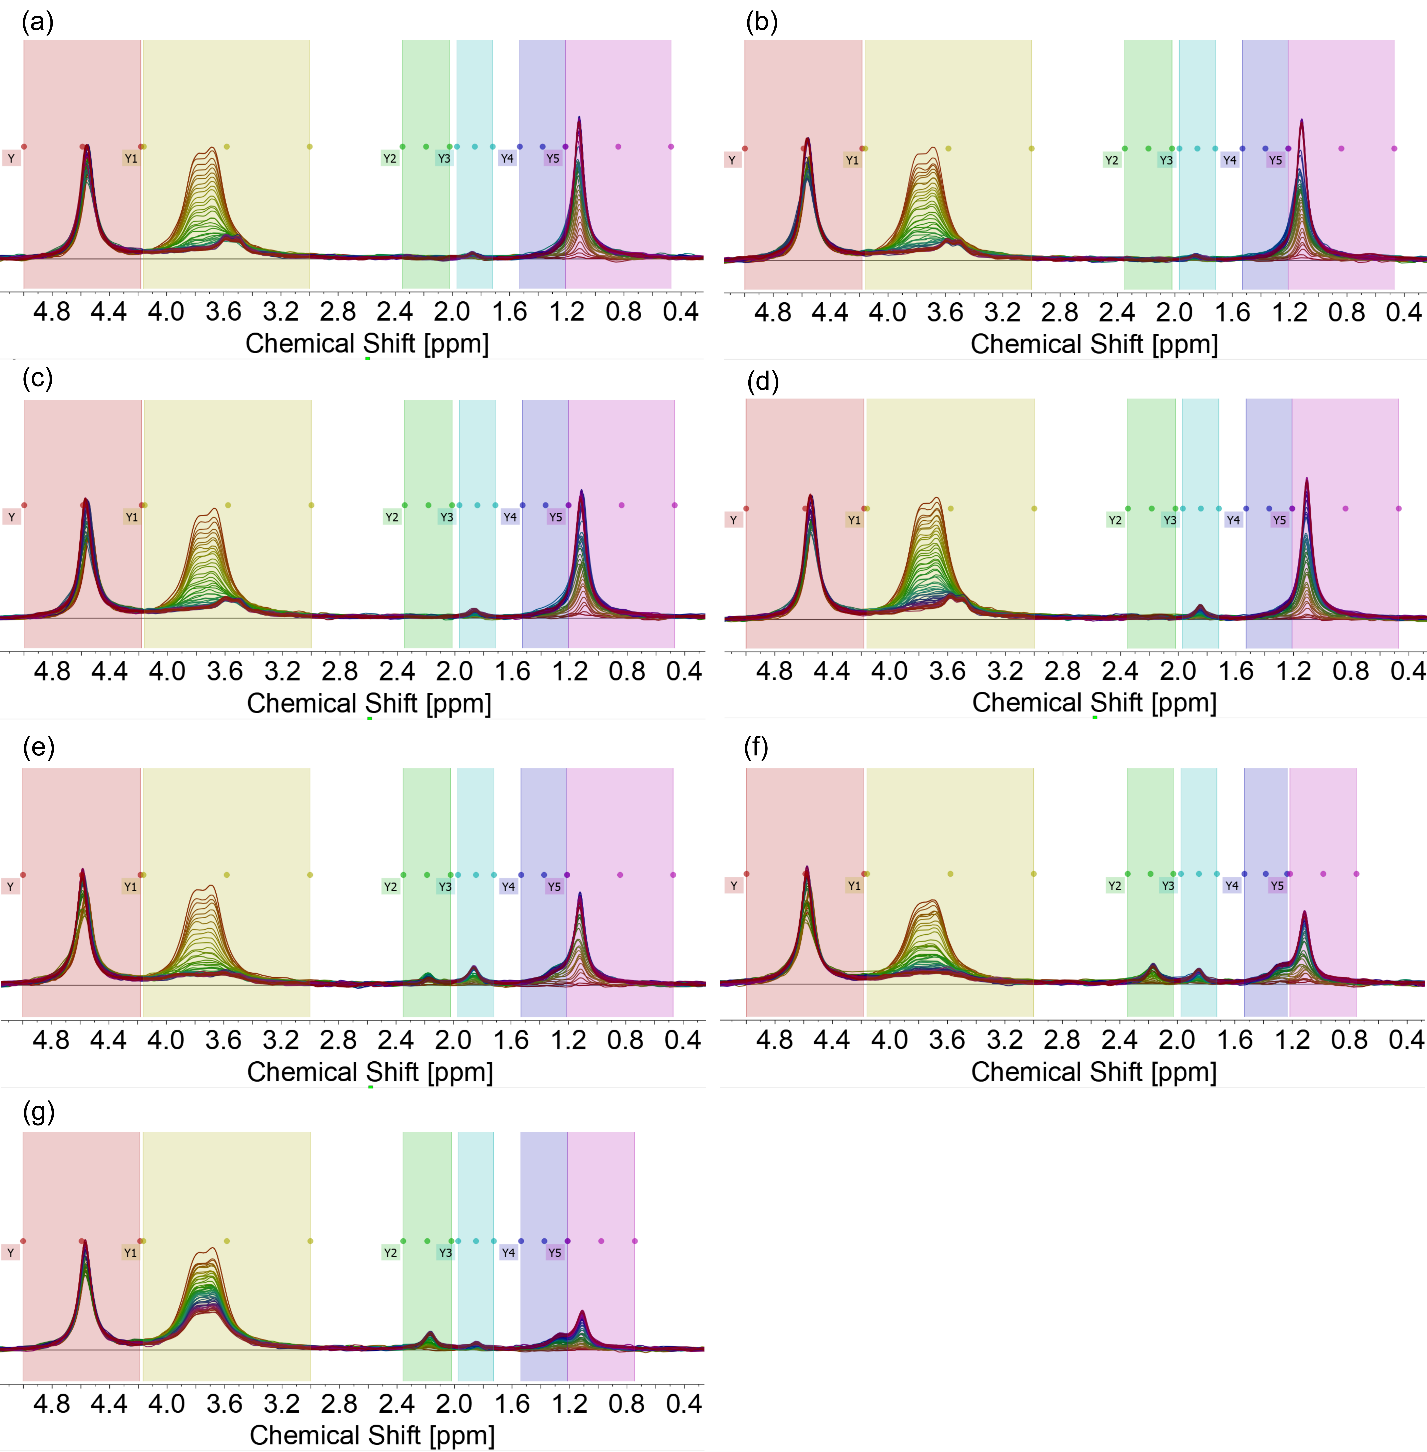 (a)
(b)
Y Y1 Y2 Y3 Y4 Y5
Y Y1 Y2 Y3 Y4 Y5
4.8 4.4 4.0 3.6 3.2 2.8 2.4 2.0 1.6 1.2 0.8 0.4
4.8 4.4 4.0 3.6 3.2 2.8 2.4 2.0 1.6 1.2 0.8 0.4
Chemical Shift [ppm]
Chemical Shift [ppm]
(c)
(d)
Y Y1 Y2 Y3 Y4 Y5
Y Y1 Y2 Y3 Y4 Y5
4.8 4.4 4.0 3.6 3.2 2.8 2.4 2.0 1.6 1.2 0.8 0.4
4.8 4.4 4.0 3.6 3.2 2.8 2.4 2.0 1.6 1.2 0.8 0.4
Chemical Shift [ppm]
Chemical Shift [ppm]
(e)
(f)
Y Y1 Y2 Y3 Y4 Y5
Y Y1 Y2 Y3 Y4 Y5
4.8 4.4 4.0 3.6 3.2 2.8 2.4 2.0 1.6 1.2 0.8 0.4
4.8 4.4 4.0 3.6 3.2 2.8 2.4 2.0 1.6 1.2 0.8 0.4
Chemical Shift [ppm]
Chemical Shift [ppm]
(g)
Y Y1 Y2 Y3 Y4 Y5
4.8 4.4 4.0 3.6 3.2 2.8 2.4 2.0 1.6 1.2 0.8 0.4
Chemical Shift [ppm]